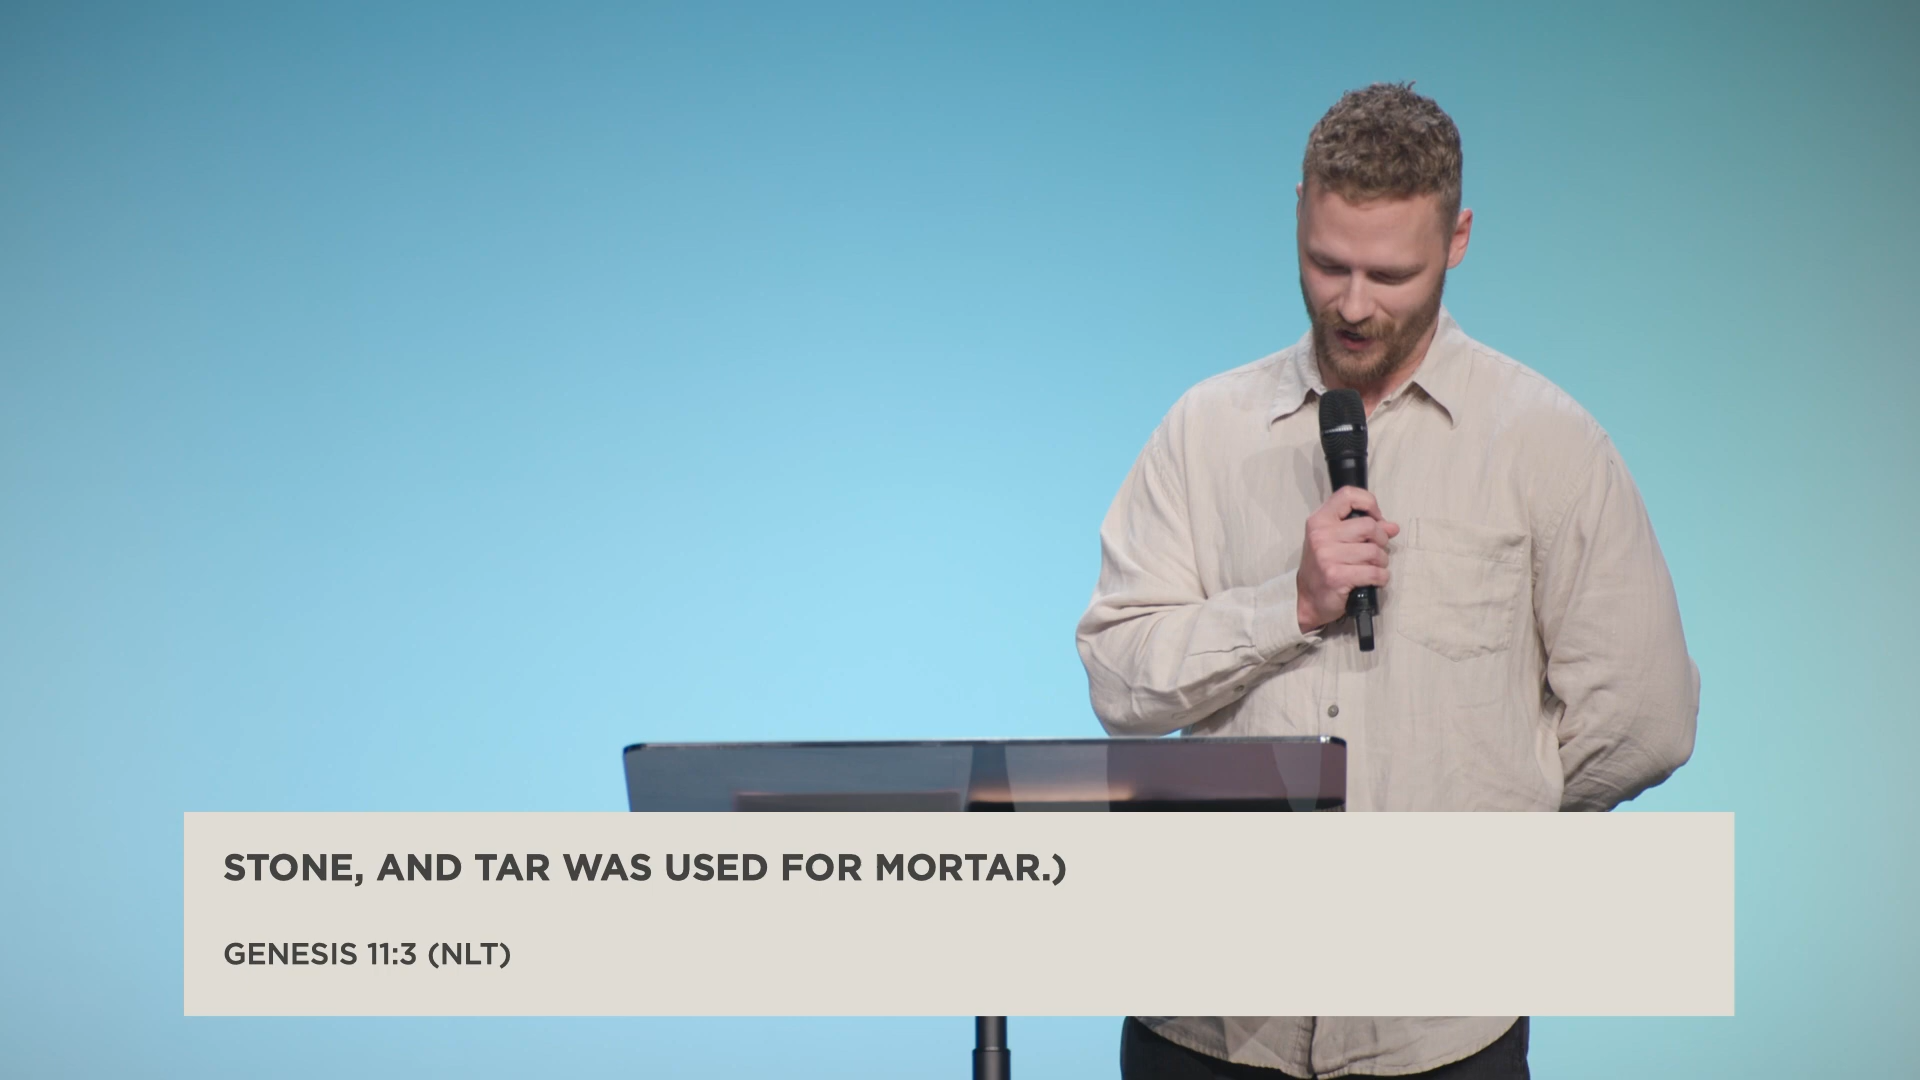 STONE, AND TAR WAS USED FOR MORTAR.)
GENESIS 11:3 (NLT)